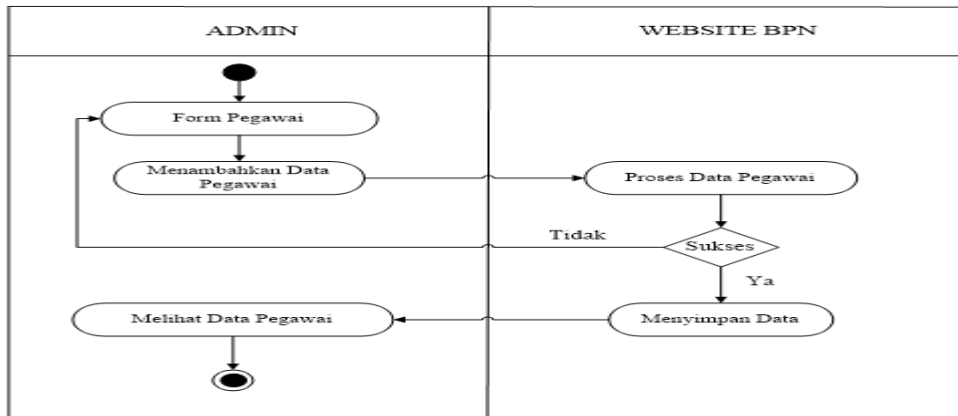 ADMIN
WEBSITE BPN
Form Pegawai
Menambahkan Data
Pegawai
Proses Data Pegawai
Tidak
Sukses
Ya
Melihat Data Pegawai
Menyimpan Data